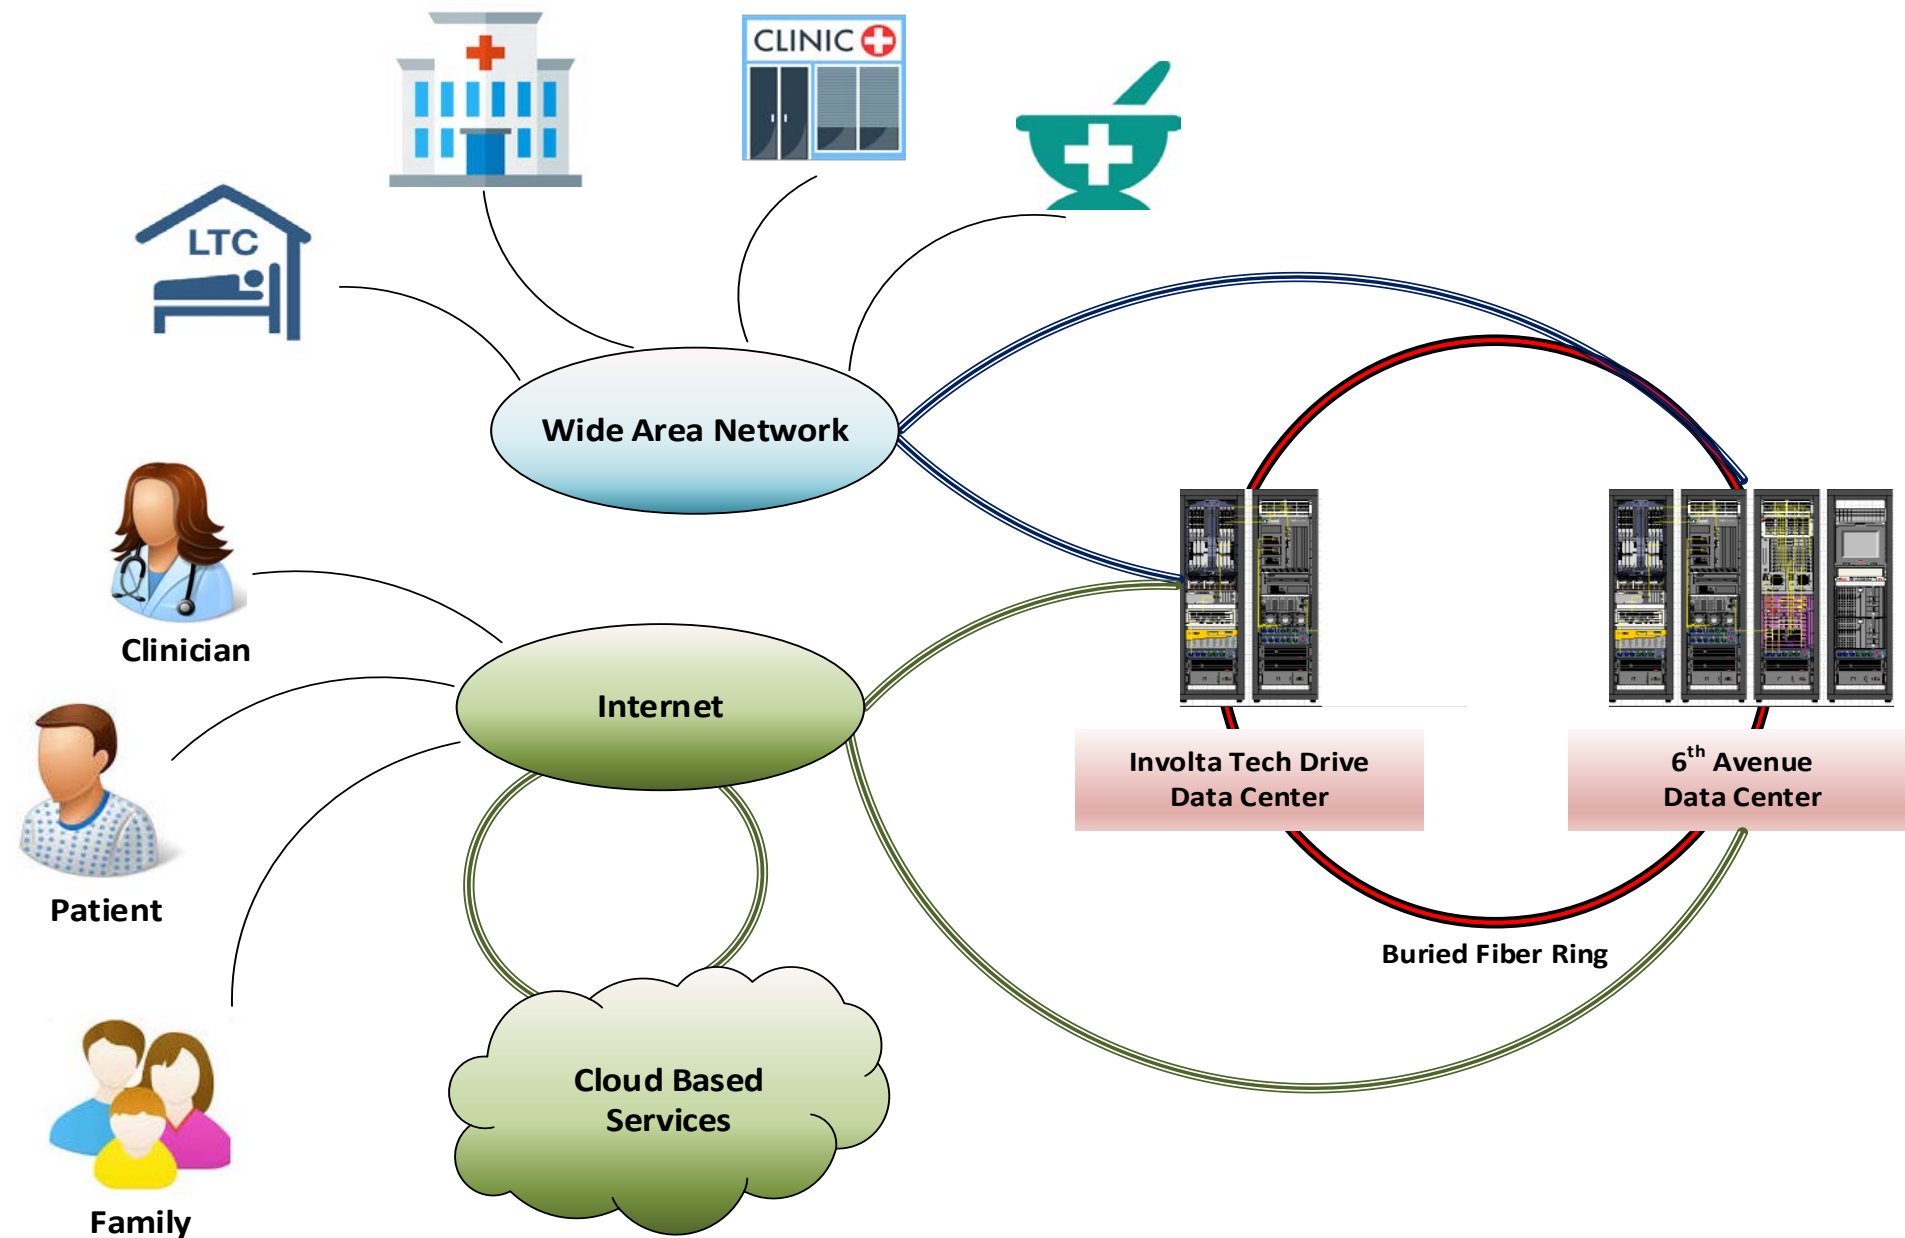 CLINIC
LTC
Wide Area Network
Clinician
Internet
Patient
Involta Tech Drive
Data Center
6th Avenue
Data Center
Buried Fiber Ring
Cloud Based
Services
Family